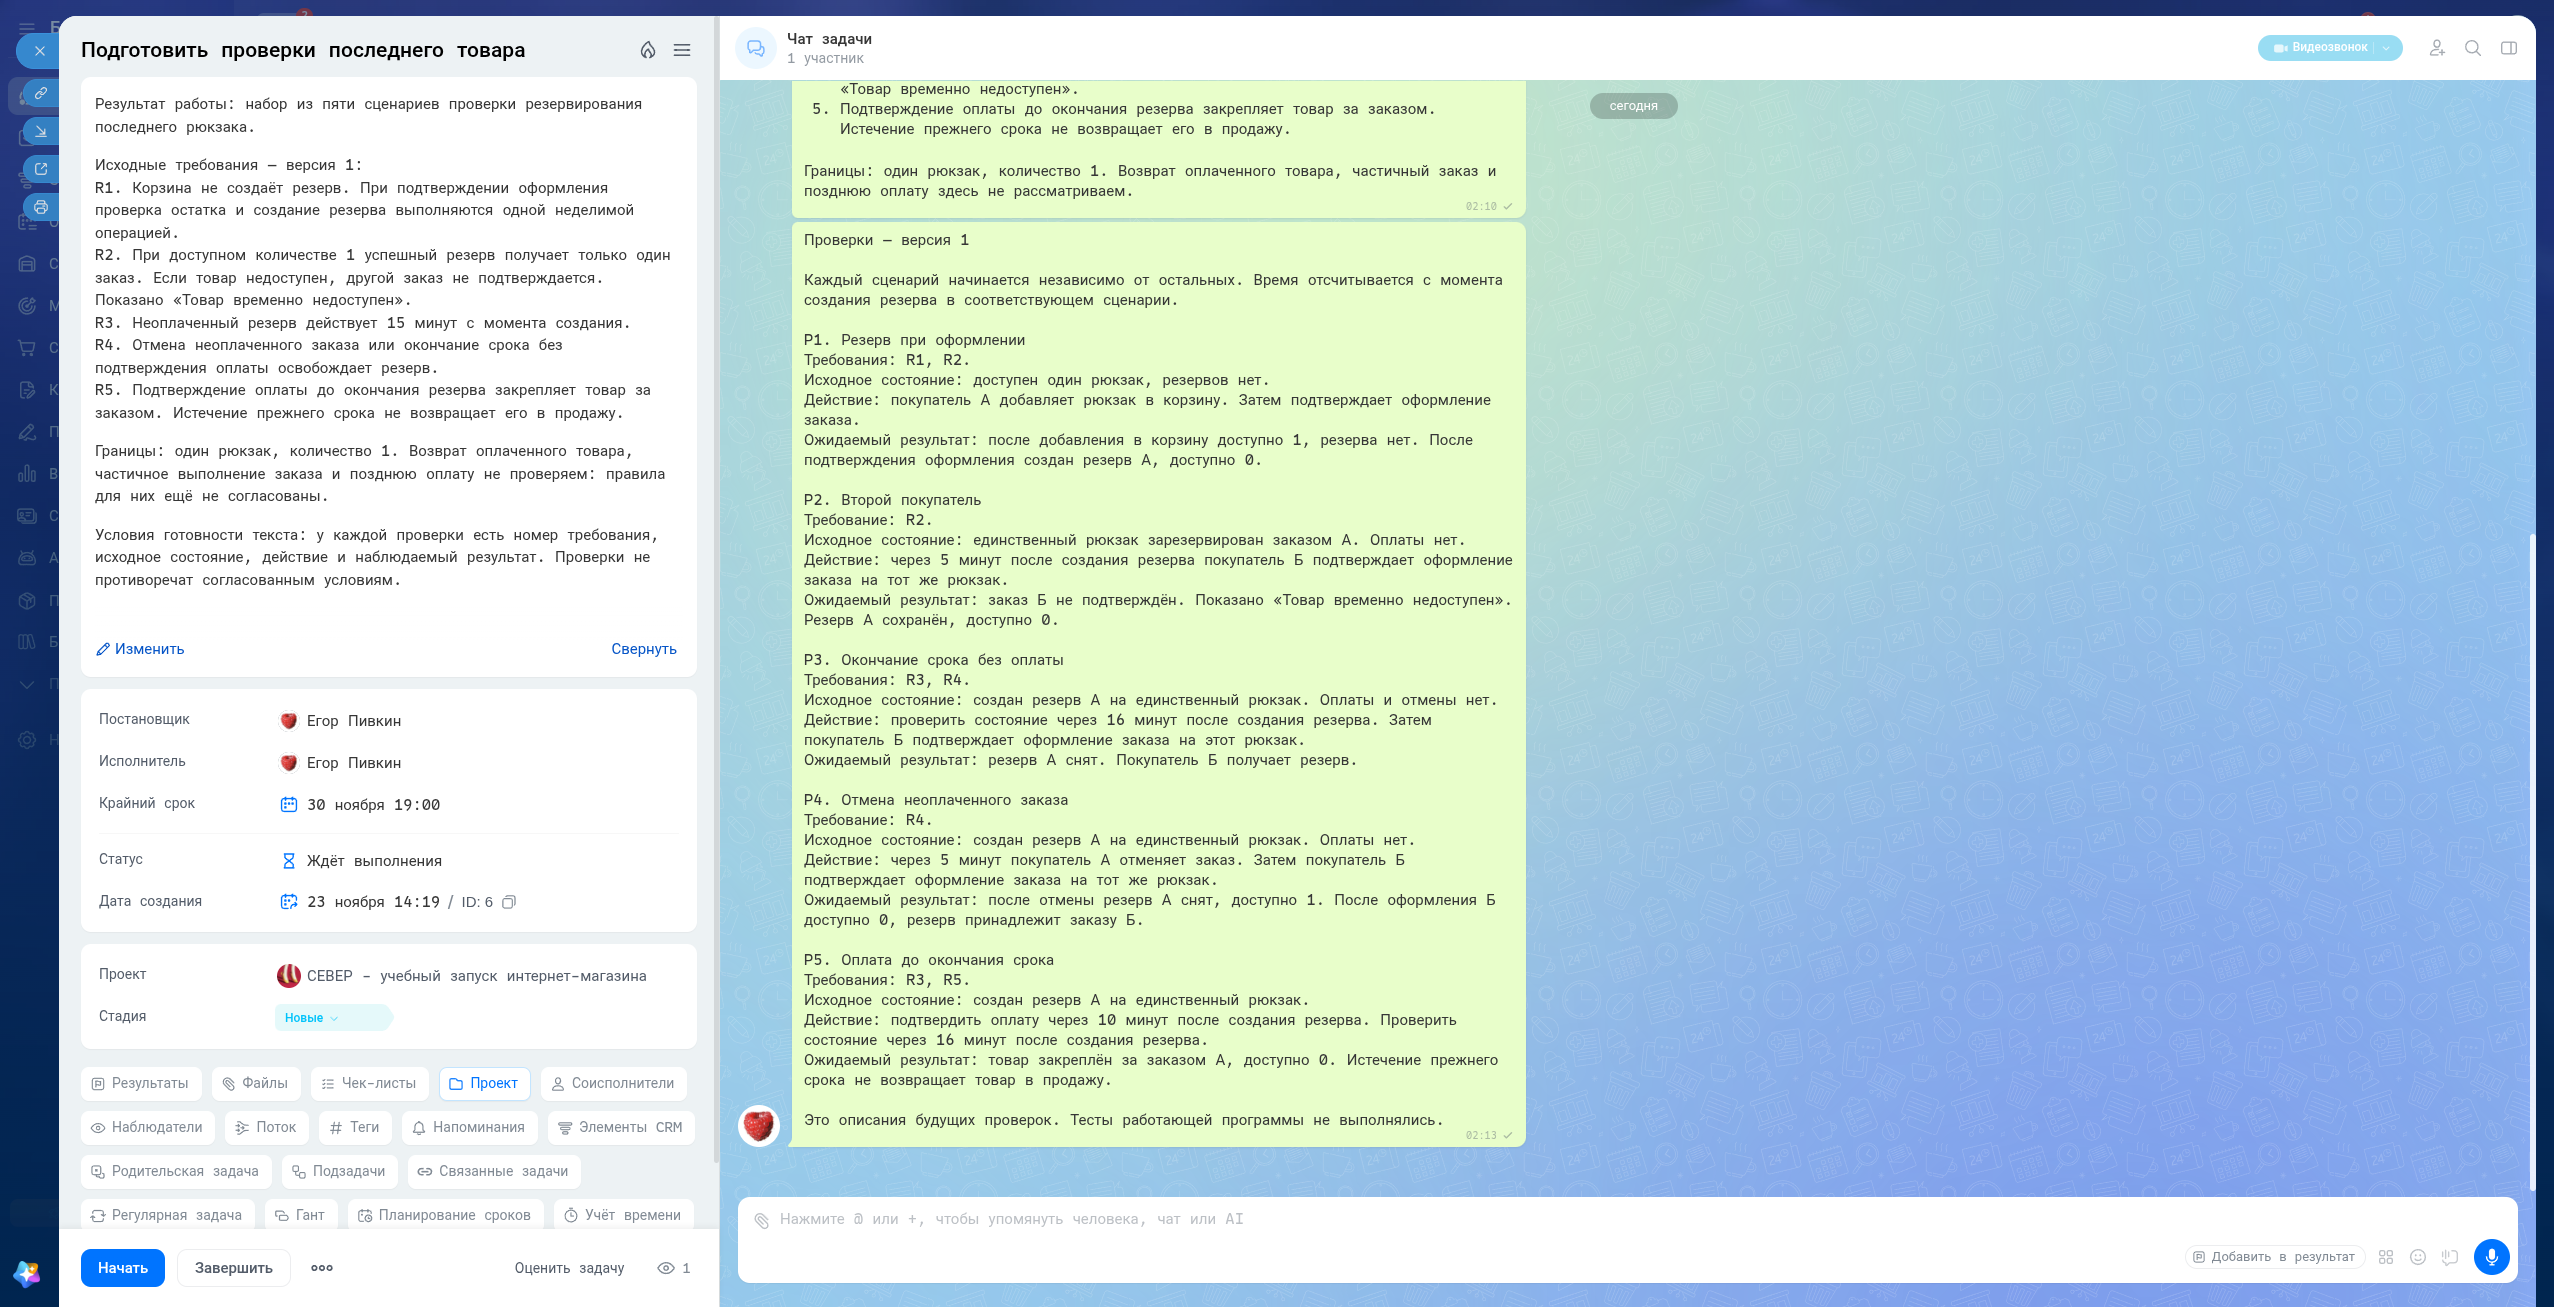 Подготовить проверки последнего товара
Результат работы: набор из пяти сценариев проверки резервирования
последнего рюкзака.
Исходные требования — версия 1:
R1. Корзина не создаёт резерв. При подтверждении оформления
проверка остатка и создание резерва выполняются одной неделимой
операцией.
R2. При доступном количестве 1 успешный резерв получает только один
заказ. Если товар недоступен, другой заказ не подтверждается.
Показано «Товар временно недоступен».
R3. Неоплаченный резерв действует 15 минут с момента создания.
R4. Отмена неоплаченного заказа или окончание срока без
подтверждения оплаты освобождает резерв.
R5. Подтверждение оплаты до окончания резерва закрепляет товар за
заказом. Истечение прежнего срока не возвращает его в продажу.
Границы: один рюкзак, количество 1. Возврат оплаченного товара,
частичное выполнение заказа и позднюю оплату не проверяем: правила
для них ещё не согласованы.
Условия готовности текста: у каждой проверки есть номер требования,
исходное состояние, действие и наблюдаемый результат. Проверки не
противоречат согласованным условиям.
Изменить
Свернуть
Постановщик
Егор Пивкин
Исполнитель
Егор Пивкин
Крайний срок
30 ноября 19:00
Статус
Ждёт выполнения
Дата создания
23 ноября 14:19 / ID: 6
Проект
СЕВЕР - учебный запуск интернет-магазина
Стадия
Новые
Результаты
Файлы
Чек-листы
Проект
Соисполнители
Наблюдатели
Поток
Теги
Напоминания
Элементы CRM
Родительская задача
Подзадачи
Связанные задачи
Регулярная задача
Гант
Планирование сроков
Учёт времени
Начать
Завершить
Оценить задачу
1
Чат задачи
1 участник
Видеозвонок
сегодня
«Товар временно недоступен».
5. Подтверждение оплаты до окончания резерва закрепляет товар за заказом.
Истечение прежнего срока не возвращает его в продажу.
Границы: один рюкзак, количество 1. Возврат оплаченного товара, частичный заказ и
позднюю оплату здесь не рассматриваем.
02:10
Проверки — версия 1
Каждый сценарий начинается независимо от остальных. Время отсчитывается с момента
создания резерва в соответствующем сценарии.
P1. Резерв при оформлении
Требования: R1, R2.
Исходное состояние: доступен один рюкзак, резервов нет.
Действие: покупатель А добавляет рюкзак в корзину. Затем подтверждает оформление
заказа.
Ожидаемый результат: после добавления в корзину доступно 1, резерва нет. После
подтверждения оформления создан резерв А, доступно 0.
P2. Второй покупатель
Требование: R2.
Исходное состояние: единственный рюкзак зарезервирован заказом А. Оплаты нет.
Действие: через 5 минут после создания резерва покупатель Б подтверждает оформление
заказа на тот же рюкзак.
Ожидаемый результат: заказ Б не подтверждён. Показано «Товар временно недоступен».
Резерв А сохранён, доступно 0.
P3. Окончание срока без оплаты
Требования: R3, R4.
Исходное состояние: создан резерв А на единственный рюкзак. Оплаты и отмены нет.
Действие: проверить состояние через 16 минут после создания резерва. Затем
покупатель Б подтверждает оформление заказа на этот рюкзак.
Ожидаемый результат: резерв А снят. Покупатель Б получает резерв.
P4. Отмена неоплаченного заказа
Требование: R4.
Исходное состояние: создан резерв А на единственный рюкзак. Оплаты нет.
Действие: через 5 минут покупатель А отменяет заказ. Затем покупатель Б
подтверждает оформление заказа на тот же рюкзак.
Ожидаемый результат: после отмены резерв А снят, доступно 1. После оформления Б
доступно 0, резерв принадлежит заказу Б.
P5. Оплата до окончания срока
Требования: R3, R5.
Исходное состояние: создан резерв А на единственный рюкзак.
Действие: подтвердить оплату через 10 минут после создания резерва. Проверить
состояние через 16 минут после создания резерва.
Ожидаемый результат: товар закреплён за заказом А, доступно 0. Истечение прежнего
срока не возвращает товар в продажу.
Это описания будущих проверок. Тесты работающей программы не выполнялись.
02:13
Нажмите @ или +, чтобы упомянуть человека, чат или AI
Добавить в результат